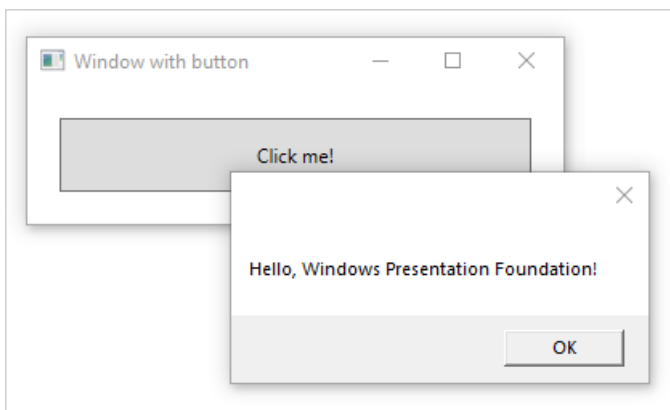 Window with button
Click me!
Hello, Windows Presentation Foundation!
OK